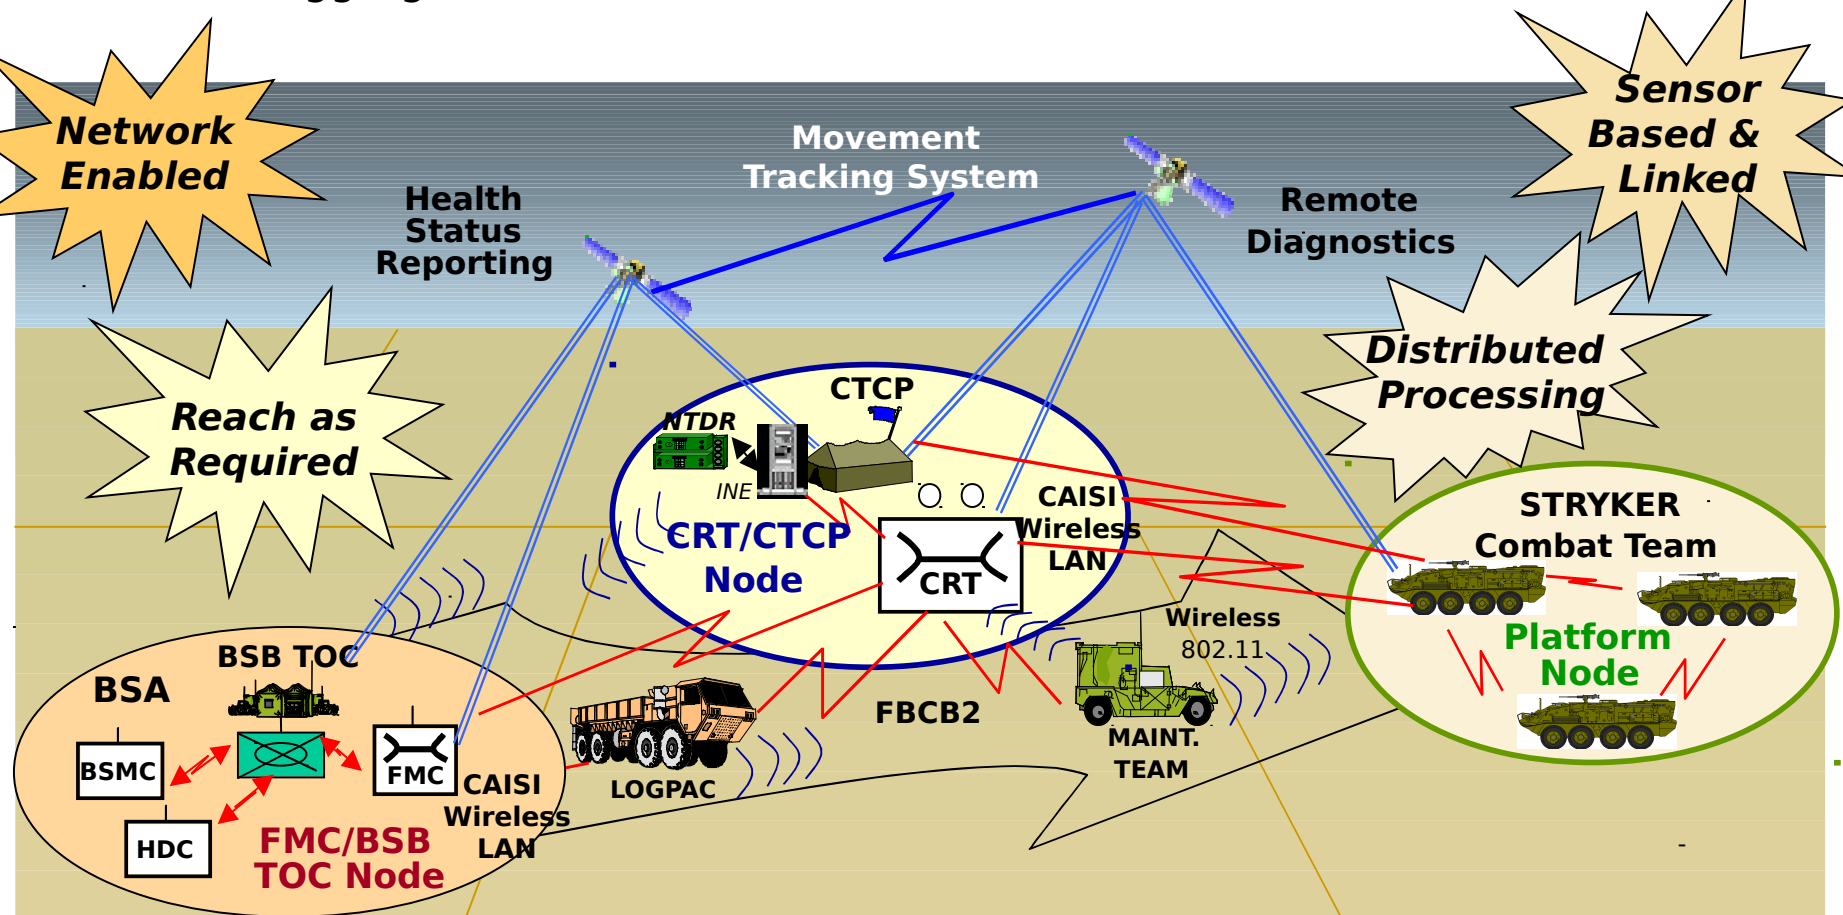 Network
Enabled
Sensor
Based &
Linked
Movement
Tracking System
Health
Status
Reporting
Remote
Diagnostics
Reach as
Required
Distributed
Processing
CTCP
NTDR
INE
CRT/CTCP
Node
CRT
CAISI
Wireless
LAN
STRYKER
Combat Team
Platform
Node
Wireless
802.11
BSB TOC
BSA
BSMC
FMC
HDC
CAISI
Wireless
LAN
FMC/BSB
TOC Node
LOGPAC
FBCB2
MAINT.
TEAM